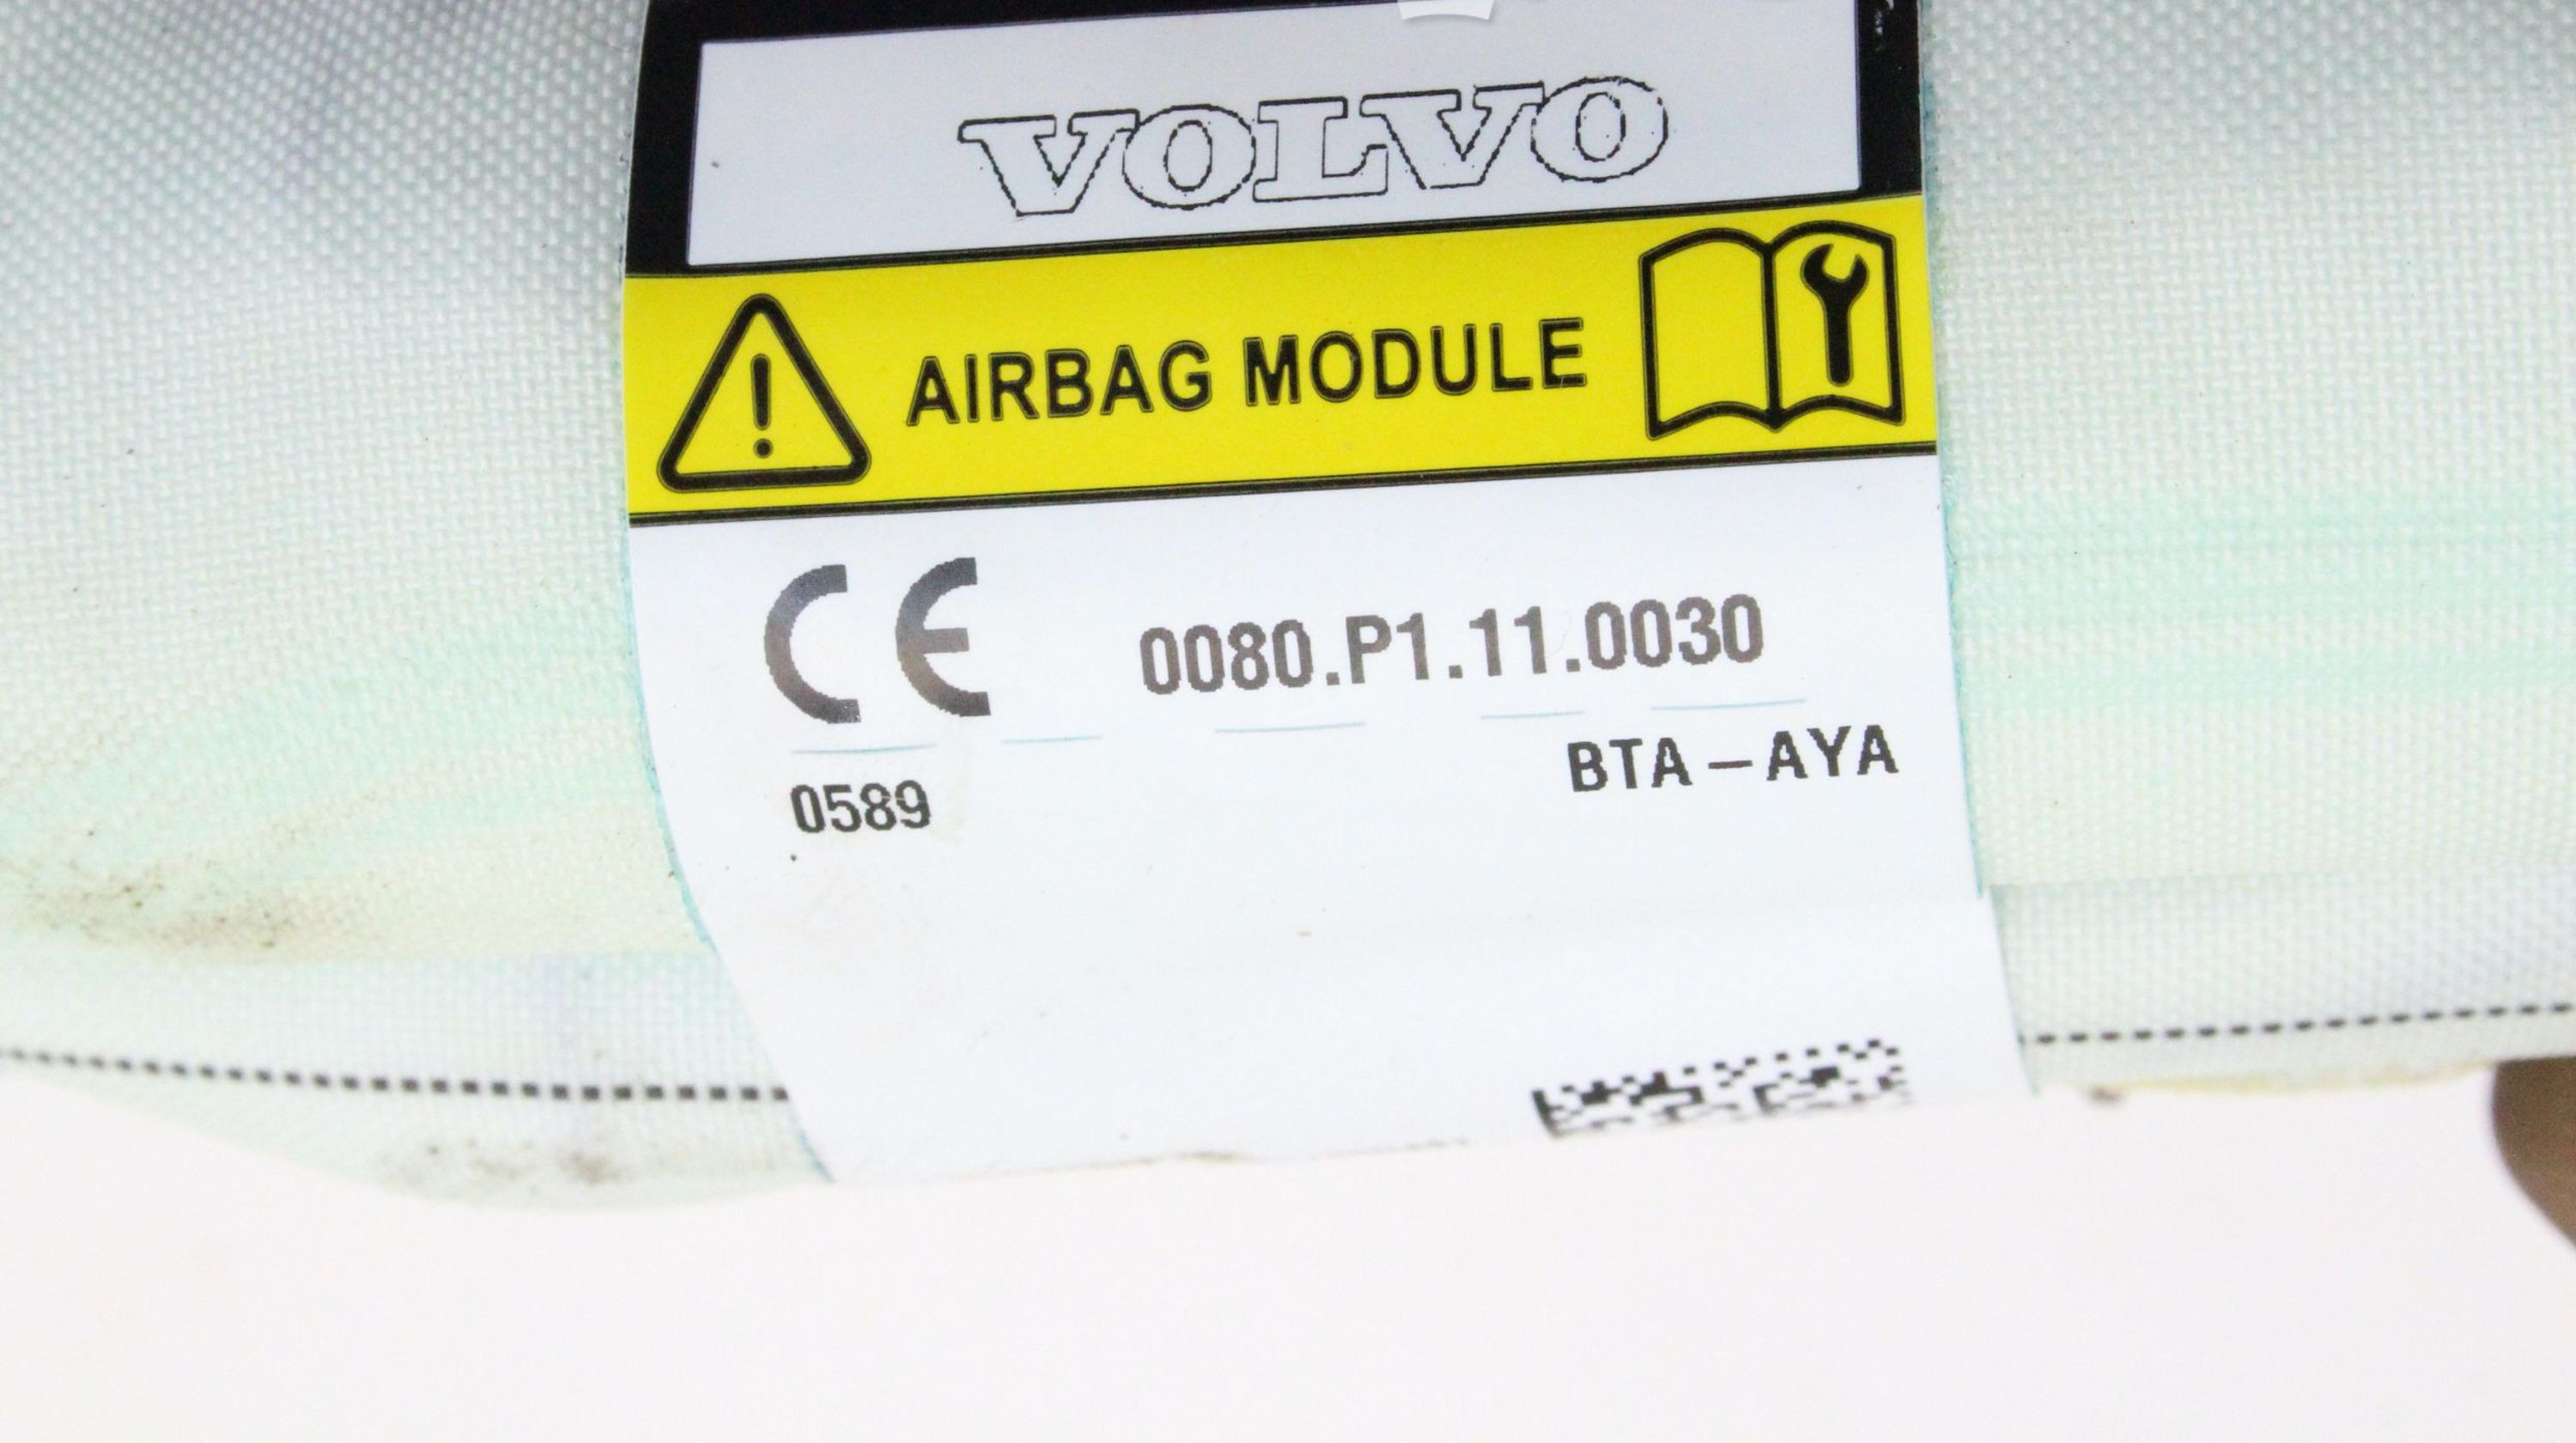 VOLVO
AIRBAG MODULE
CE 0080.P1.11.0030
0589
BTA-AYA